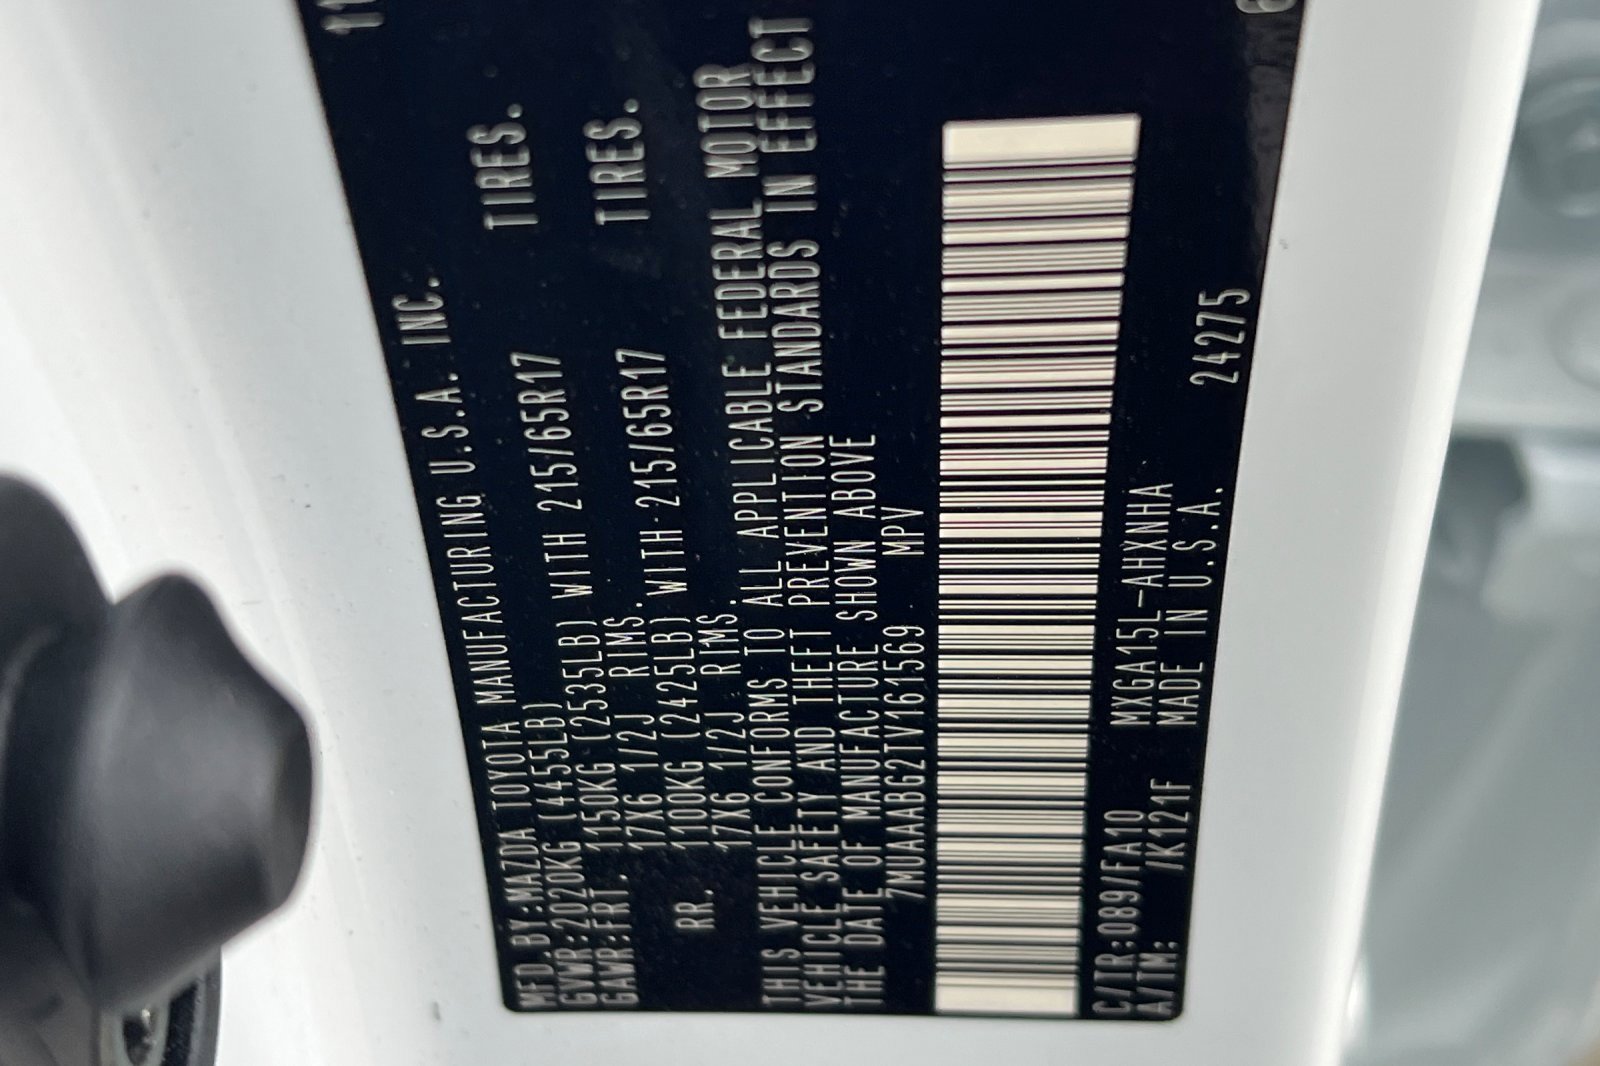 MFD.BY:MAZDA TOYOTA MANUFACTURING U.S.A.INC. 11
GVWR:2020KG (4455LB)
GAWR:FRT. 1150KG (2535LB) WITH 215/65R17 TIRES.
17X6 1/2J RIMS.
RR. 1100KG (2425LB) WITH 215/65R17 TIRES.
17X6 1/2J RIMS.
THIS VEHICLE CONFORMS TO ALL APPLICABLE FEDERAL MOTOR
VEHICLE SAFETY AND THEFT PREVENTION STANDARDS IN EFFECT
THE DATE OF MANUFACTURE SHOWN ABOVE
7MUAAABG2TV161569 MPV
C/TR:089/FA10 MXGA15L-AHXNHA
A/TM: /K121F MADE IN U.S.A. 24275